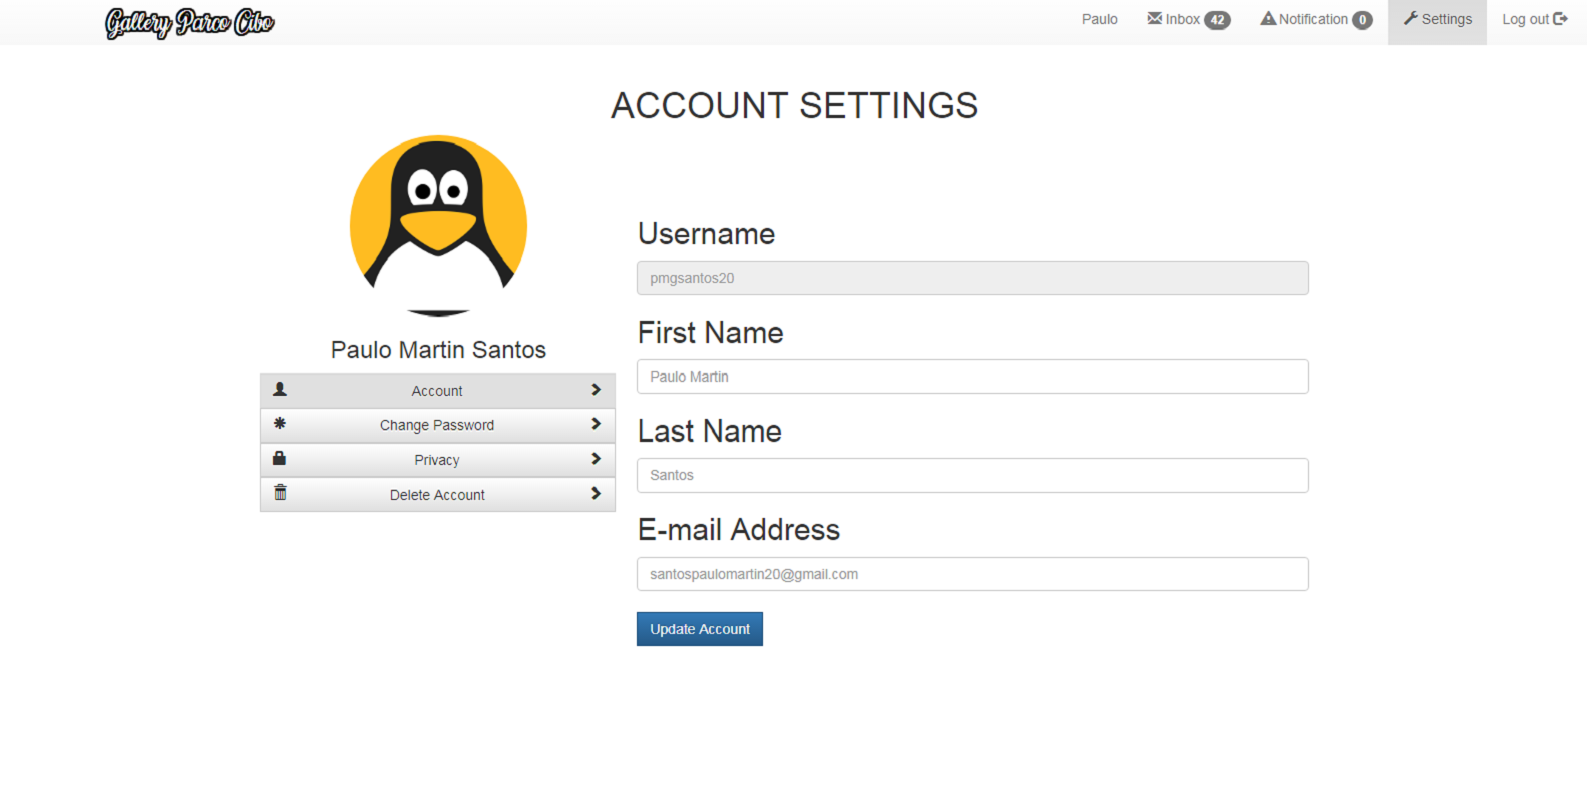 Gallery Parco Cibo
Paulo Inbox 42 Notification 0 Settings Log out
ACCOUNT SETTINGS
Paulo Martin Santos
Account
Change Password
Privacy
Delete Account
Username
pmgsantos20
First Name
Paulo Martin
Last Name
Santos
E-mail Address
santospaulomartin20@gmail.com
Update Account